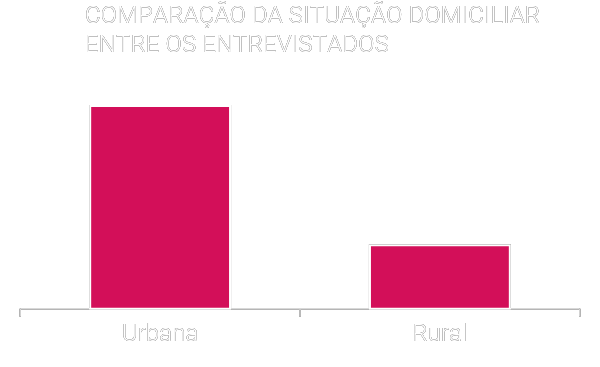 COMPARAÇÃO DA SITUAÇÃO DOMICILIAR
ENTRE OS ENTREVISTADOS
Urbana
Rural